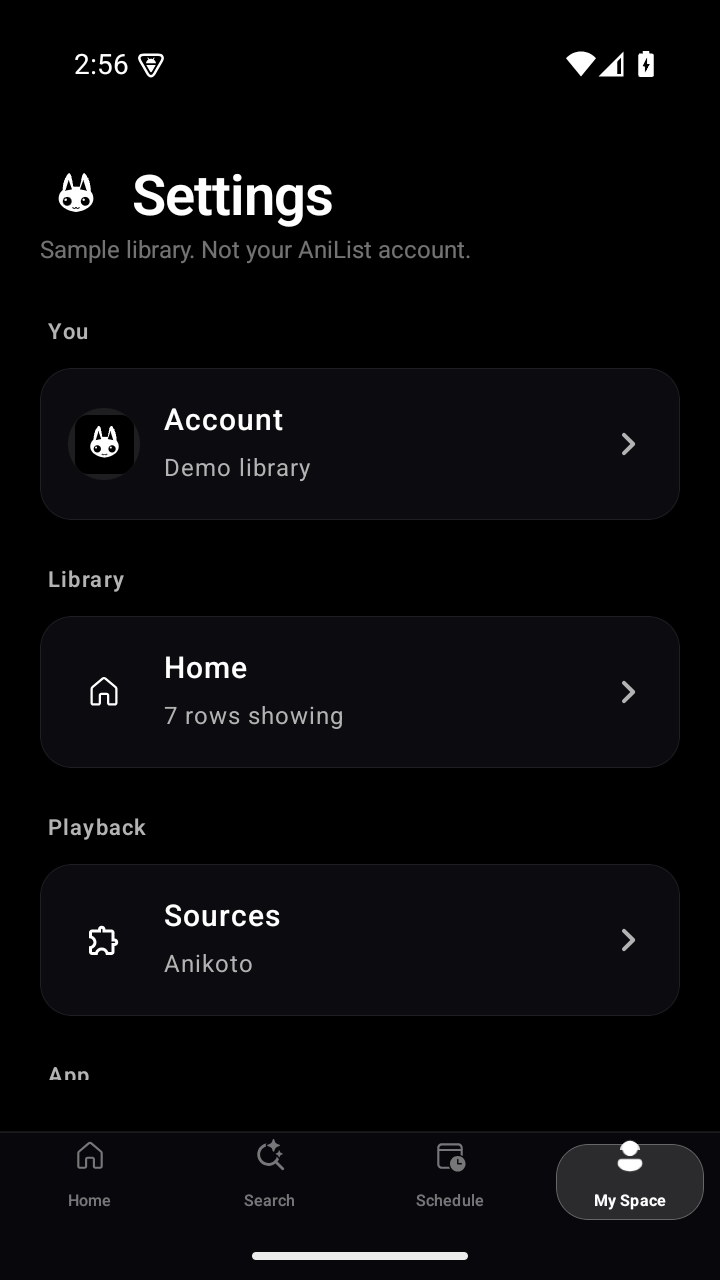 2:56
Settings
Sample library. Not your AniList account.
You
Account
Demo library
Library
Home
7 rows showing
Playback
Sources
Anikoto
App
Home
Search
Schedule
My Space